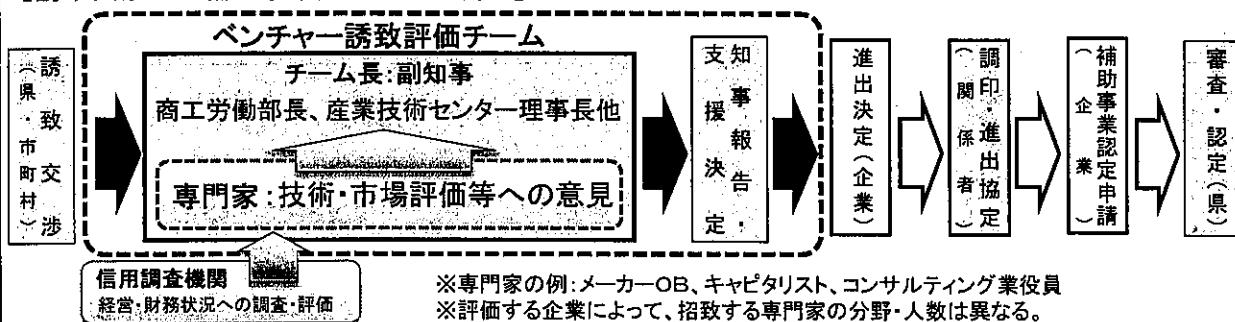 誘致交渉
（県・市町村）
ベンチャー誘致評価チーム
チーム長：副知事
商工労働部長、産業技術センター理事長他
専門家：技術・市場評価等への意見
信用調査機関
経営・財務状況への調査・評価
知事報告・
支援決定
進出決定（企業）
調印・進出協定
（関係者）
補助事業認定申請
（企業）
審査・認定（県）
※専門家の例：メーカーOB、キャピタリスト、コンサルティング業役員
※評価する企業によって、招致する専門家の分野・人数は異なる。